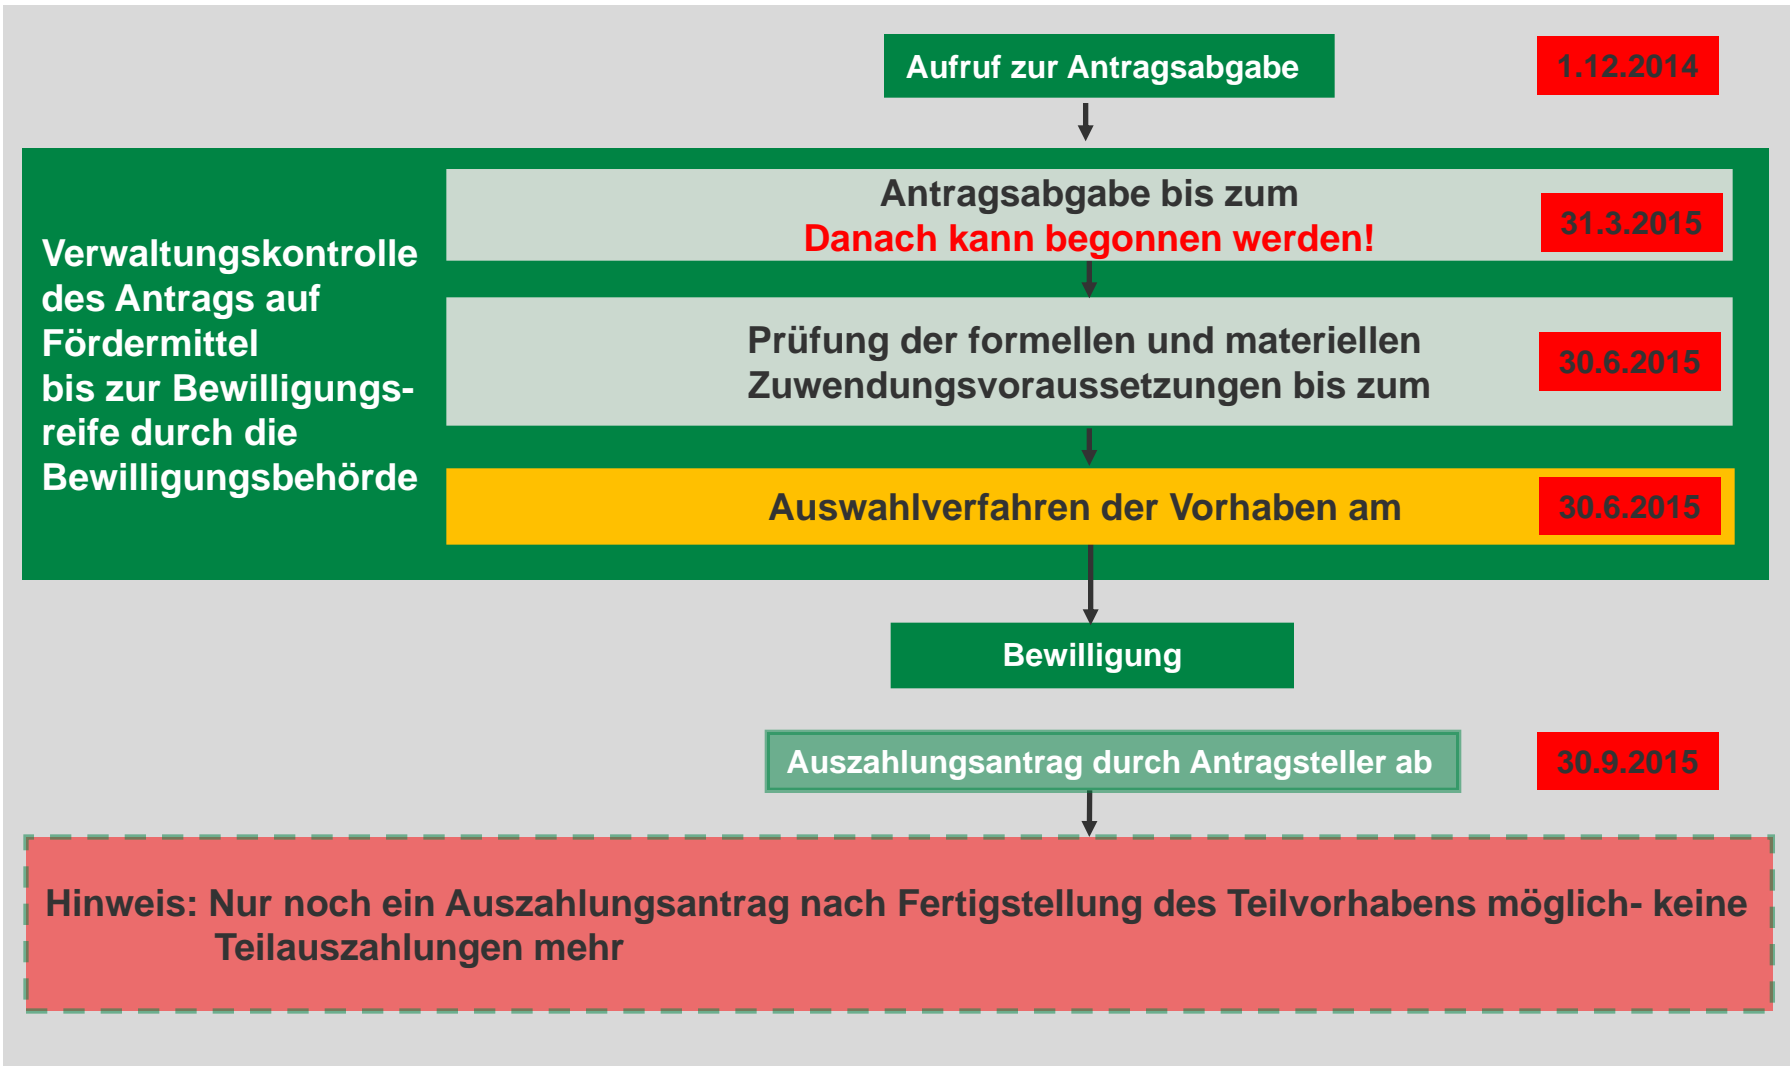 Aufruf zur Antragsabgabe
1.12.2014
Verwaltungskontrolle
des Antrags auf
Fördermittel
bis zur Bewilligungs-
reife durch die
Bewilligungsbehörde
Antragsabgabe bis zum
Danach kann begonnen werden!
31.3.2015
Prüfung der formellen und materiellen
Zuwendungsvoraussetzungen bis zum
30.6.2015
Auswahlverfahren der Vorhaben am
30.6.2015
Bewilligung
Auszahlungsantrag durch Antragsteller ab
30.9.2015
Hinweis: Nur noch ein Auszahlungsantrag nach Fertigstellung des Teilvorhabens möglich- keine
Teilauszahlungen mehr